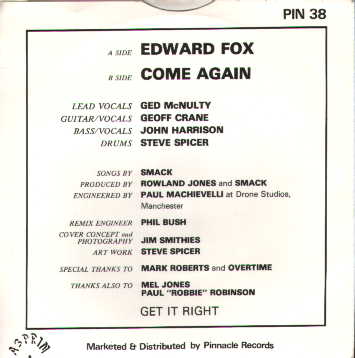 PIN 38
A SIDE EDWARD FOX
B SIDE COME AGAIN
LEAD VOCALS GED McNULTY
GUITAR/VOCALS GEOFF CRANE
BASS/VOCALS JOHN HARRISON
DRUMS STEVE SPICER
SONGS BY SMACK
PRODUCED BY ROWLAND JONES and SMACK
ENGINEERED BY PAUL MACHIEVELLI at Drone Studios,
Manchester
REMIX ENGINEER PHIL BUSH
COVER CONCEPT and
PHOTOGRAPHY JIM SMITHIES
ART WORK STEVE SPICER
SPECIAL THANKS TO MARK ROBERTS and OVERTIME
THANKS ALSO TO MEL JONES
PAUL "ROBBIE" ROBINSON
GET IT RIGHT
Marketed & Distributed by Pinnacle Records